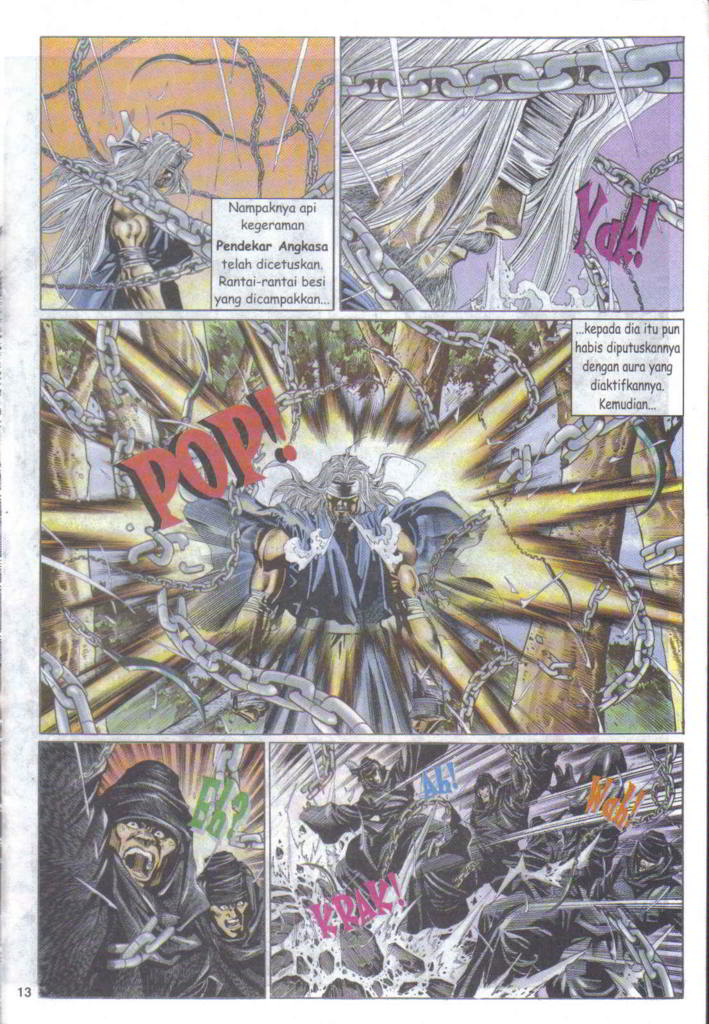 Nampaknya api
kegeraman
Pendekar Angkasa
telah dicetuskan.
Rantai-rantai besi
yang dicampakkan...
Yak!
...kepada dia itu pun
habis diputuskannya
dengan aura yang
diaktifkannya.
Kemudian...
POP!
Eh?
Ah!
Wah!
KRAK!
13